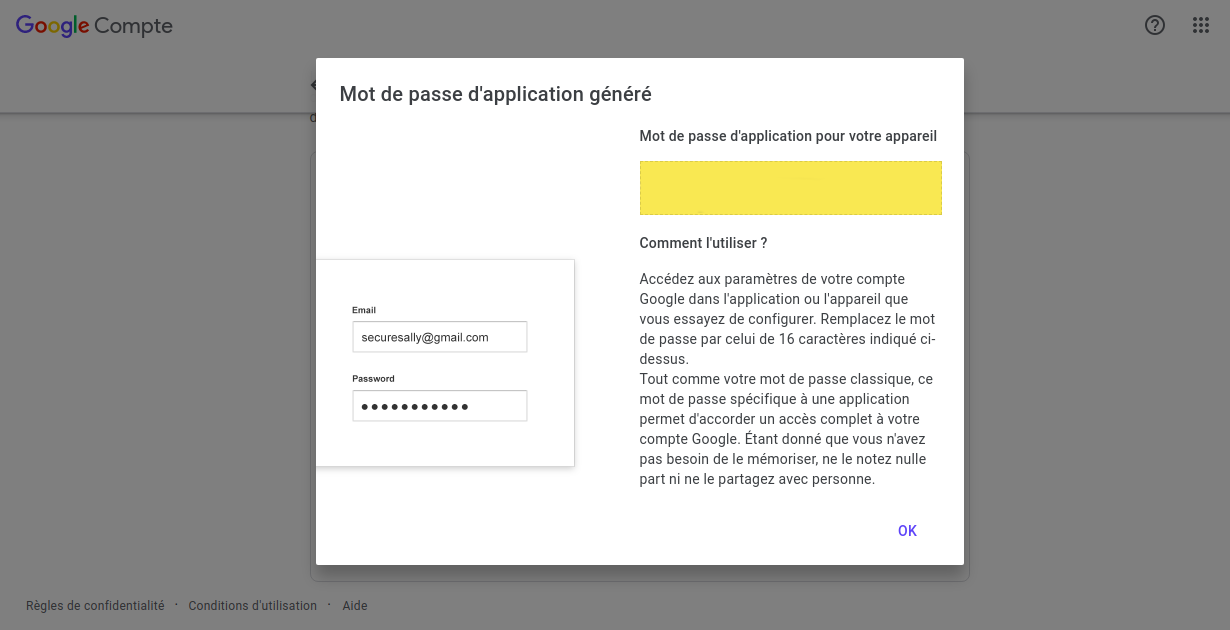 Google Compte
Mot de passe d'application généré
Mot de passe d'application pour votre appareil
Comment l'utiliser ?
Accédez aux paramètres de votre compte
Google dans l'application ou l'appareil que
vous essayez de configurer. Remplacez le mot
de passe par celui de 16 caractères indiqué ci-
dessus.
Tout comme votre mot de passe classique, ce
mot de passe spécifique à une application
permet d'accorder un accès complet à votre
compte Google. Étant donné que vous n'avez
pas besoin de le mémoriser, ne le notez nulle
part ni ne le partagez avec personne.
Email
securesally@gmail.com
Password
OK
Règles de confidentialité · Conditions d'utilisation · Aide